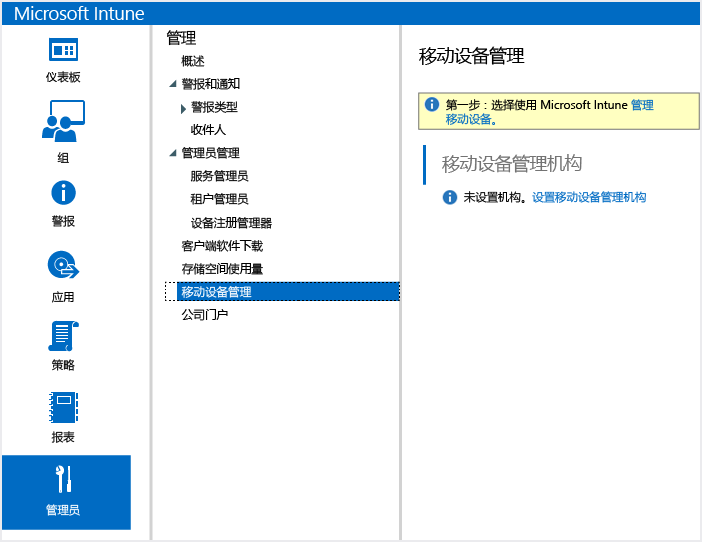 Microsoft Intune
仪表板
组
警报
应用
策略
报表
管理员
管理
概述
警报和通知
警报类型
收件人
管理员管理
服务管理员
租户管理员
设备注册管理器
客户端软件下载
存储空间使用量
移动设备管理
公司门户
移动设备管理
第一步：选择使用 Microsoft Intune 管理
移动设备。
移动设备管理机构
未设置机构。设置移动设备管理机构